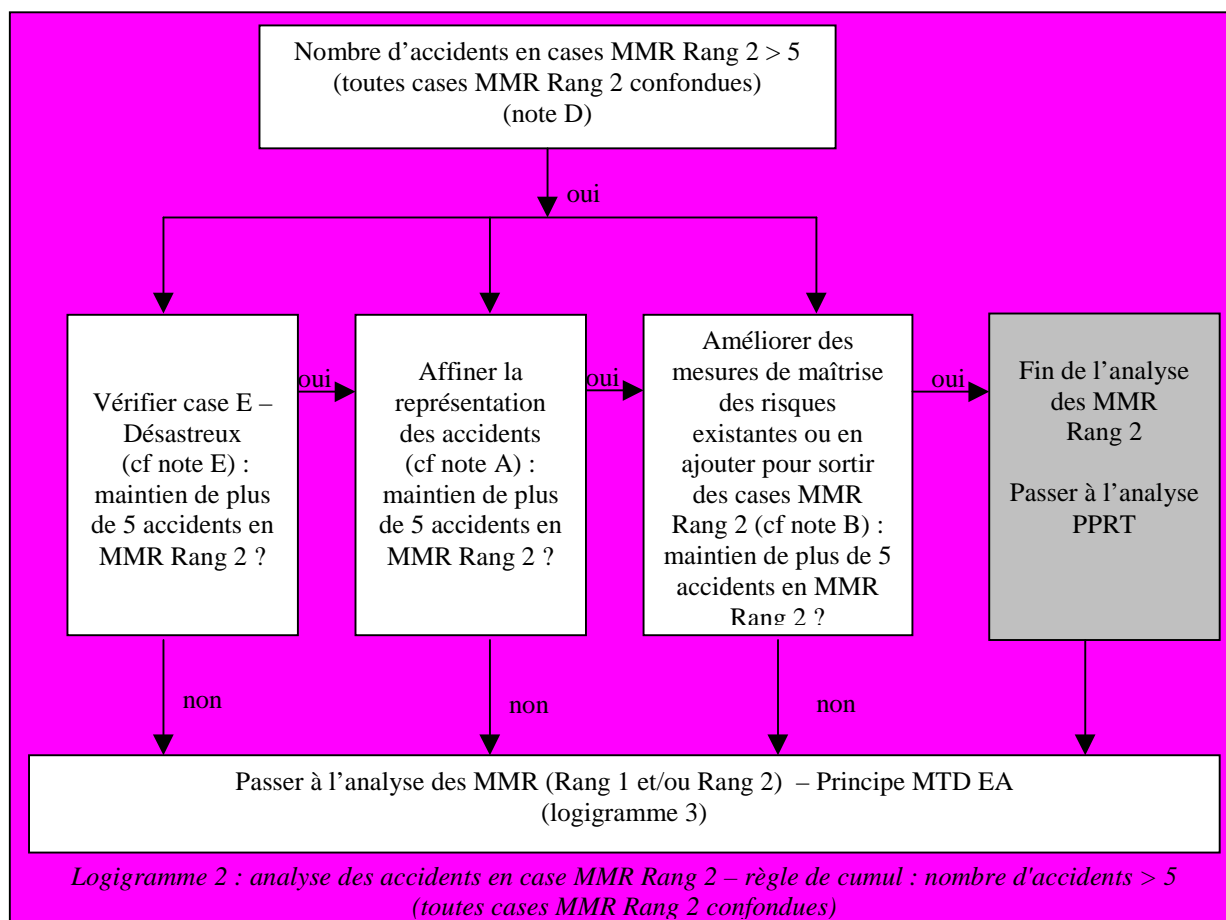 Nombre d’accidents en cases MMR Rang 2 > 5
(toutes cases MMR Rang 2 confondues)
(note D)
oui
Vérifier case E –
Désastreux
(cf note E) :
maintien de plus
de 5 accidents en
MMR Rang 2 ?
oui
Affiner la
représentation
des accidents
(cf note A) :
maintien de plus
de 5 accidents en
MMR Rang 2 ?
oui
Améliorer des
mesures de maîtrise
des risques
existantes ou en
ajouter pour sortir
des cases MMR
Rang 2 (cf note B) :
maintien de plus de 5
accidents en MMR
Rang 2 ?
oui
Fin de l’analyse
des MMR
Rang 2
Passer à l’analyse
PPRT
non
non
non
Passer à l’analyse des MMR (Rang 1 et/ou Rang 2) – Principe MTD EA
(logigramme 3)
Logigramme 2 : analyse des accidents en case MMR Rang 2 – règle de cumul : nombre d'accidents > 5
(toutes cases MMR Rang 2 confondues)